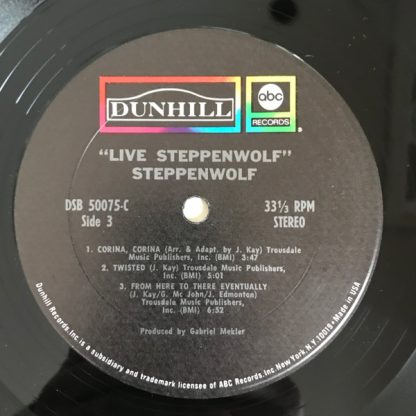 DUNHILL
abc
RECORDS
®
"LIVE STEPPENWOLF"
STEPPENWOLF
DSB 50075-C
Side 3
33⅓ RPM
STEREO
1. CORINA, CORINA (Arr. & Adapt. by J. Kay) Trousdale
Music Publishers, Inc. (BMI) 3:47
2. TWISTED (J. Kay) Trousdale Music Publishers,
Inc. (BMI) 5:01
3. FROM HERE TO THERE EVENTUALLY
(J. Kay/G. Mc John/J. Edmonton)
Trousdale Music Publishers,
Inc. (BMI) 6:52
Produced by Gabriel Mekler
Dunhill Records, Inc. is a subsidiary and trademark licensee of ABC Records, Inc. New York, N.Y. 10019 • Made in USA